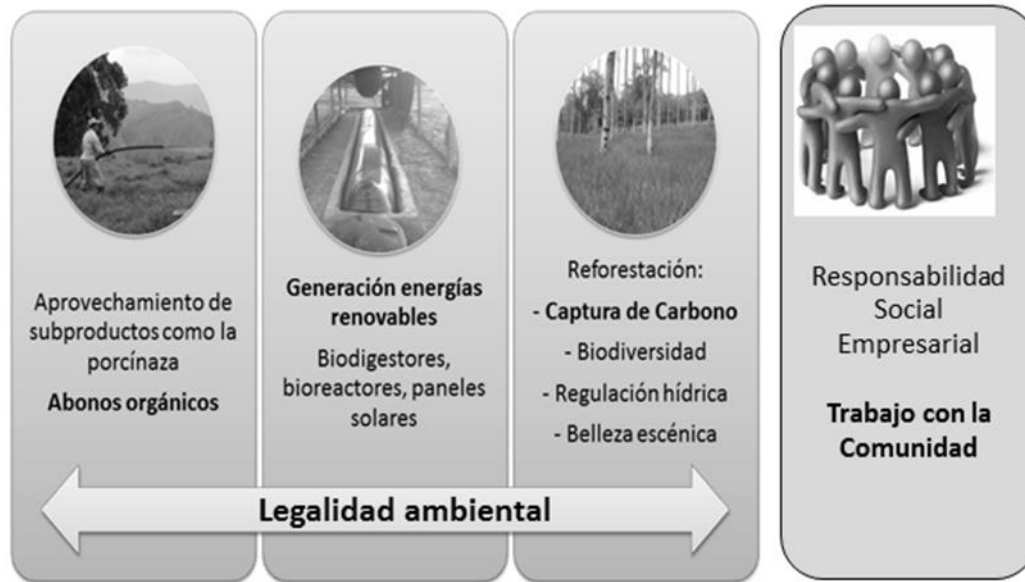 Aprovechamiento de
subproductos como la
porcínaza
Abonos orgánicos
Generación energías
renovables
Biodigestores,
bioreactores, paneles
solares
Reforestación:
- Captura de Carbono
- Biodiversidad
- Regulación hídrica
- Belleza escénica
Responsabilidad
Social
Empresarial
Trabajo con la
Comunidad
Legalidad ambiental